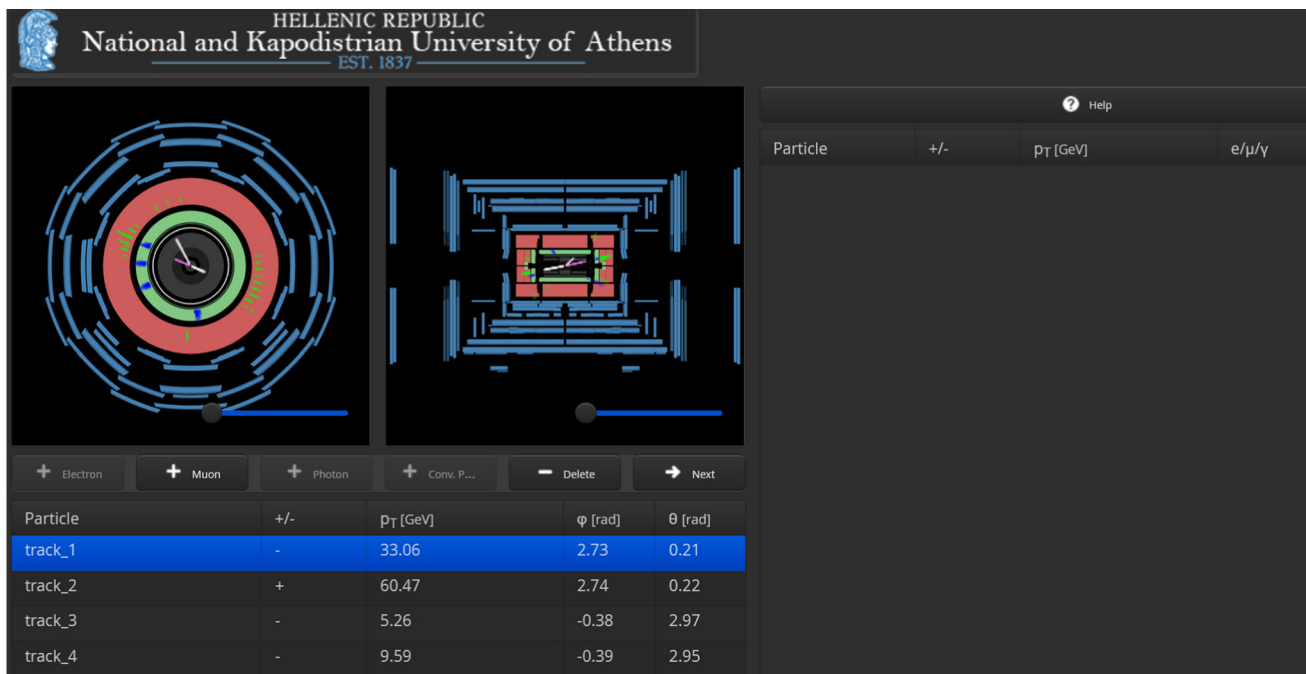 HELLENIC REPUBLIC
National and Kapodistrian University of Athens
EST. 1837
? Help
Particle +/- pT [GeV] e/μ/γ
+ Electron + Muon + Photon + Conv. P... − Delete → Next
Particle +/- pT [GeV] φ [rad] θ [rad]
track_1 - 33.06 2.73 0.21
track_2 + 60.47 2.74 0.22
track_3 - 5.26 -0.38 2.97
track_4 - 9.59 -0.39 2.95